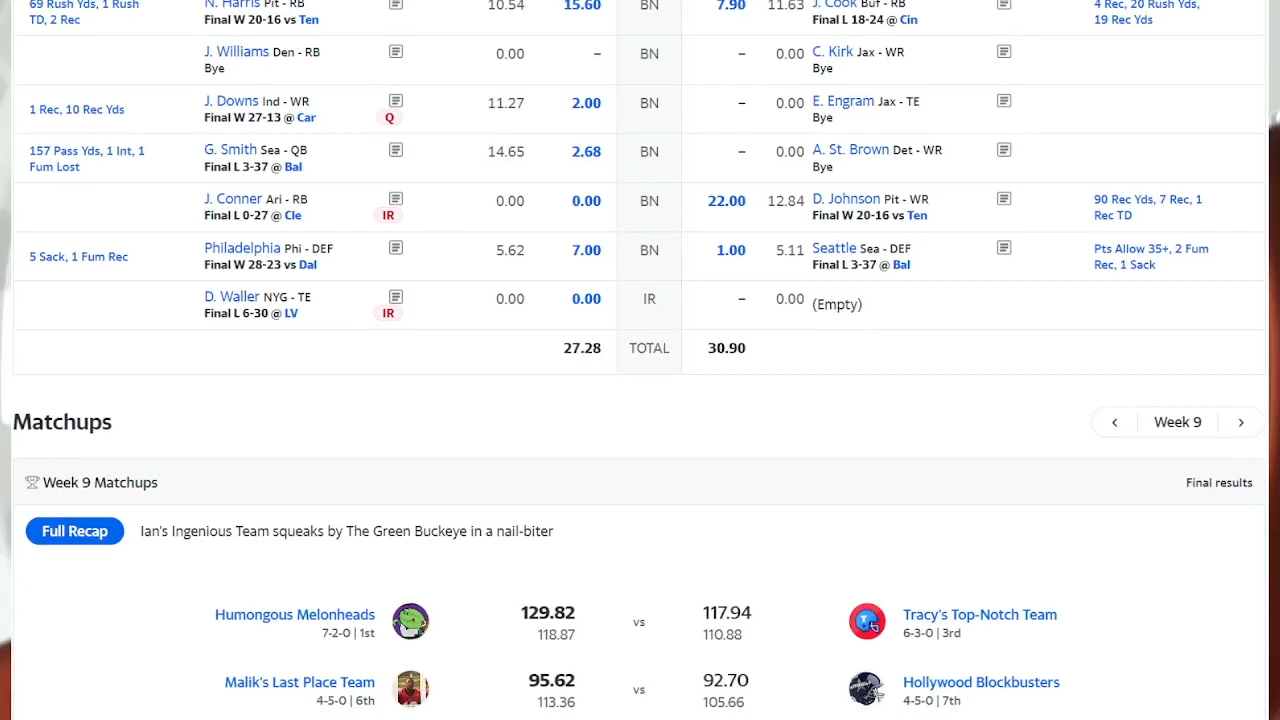 69 Rush Yds, 1 Rush N. Harris Pit - RB 10.54 15.60 BN 7.90 11.63 J. Cook Buf - RB 4 Rec, 20 Rush Yds,
TD, 2 Rec Final W 20-16 vs Ten Final L 18-24 @ Cin 19 Rec Yds
J. Williams Den - RB 0.00 – BN – 0.00 C. Kirk Jax - WR
Bye Bye
1 Rec, 10 Rec Yds J. Downs Ind - WR 11.27 2.00 BN – 0.00 E. Engram Jax - TE
Final W 27-13 @ Car Q Bye
157 Pass Yds, 1 Int, 1 G. Smith Sea - QB 14.65 2.68 BN – 0.00 A. St. Brown Det - WR
Fum Lost Final L 3-37 @ Bal Bye
J. Conner Ari - RB 0.00 0.00 BN 22.00 12.84 D. Johnson Pit - WR 90 Rec Yds, 7 Rec, 1
Final L 0-27 @ Cle IR Final W 20-16 vs Ten Rec TD
5 Sack, 1 Fum Rec Philadelphia Phi - DEF 5.62 7.00 BN 1.00 5.11 Seattle Sea - DEF Pts Allow 35+, 2 Fum
Final W 28-23 vs Dal Final L 3-37 @ Bal Rec, 1 Sack
D. Waller NYG - TE 0.00 0.00 IR – 0.00 (Empty)
Final L 6-30 @ LV IR
27.28 TOTAL 30.90
Matchups ‹ Week 9 ›
Week 9 Matchups Final results
Full Recap Ian's Ingenious Team squeaks by The Green Buckeye in a nail-biter
Humongous Melonheads 129.82 vs 117.94 Tracy's Top-Notch Team
7-2-0 | 1st 118.87 110.88 6-3-0 | 3rd
Malik's Last Place Team 95.62 vs 92.70 Hollywood Blockbusters
4-5-0 | 6th 113.36 105.66 4-5-0 | 7th